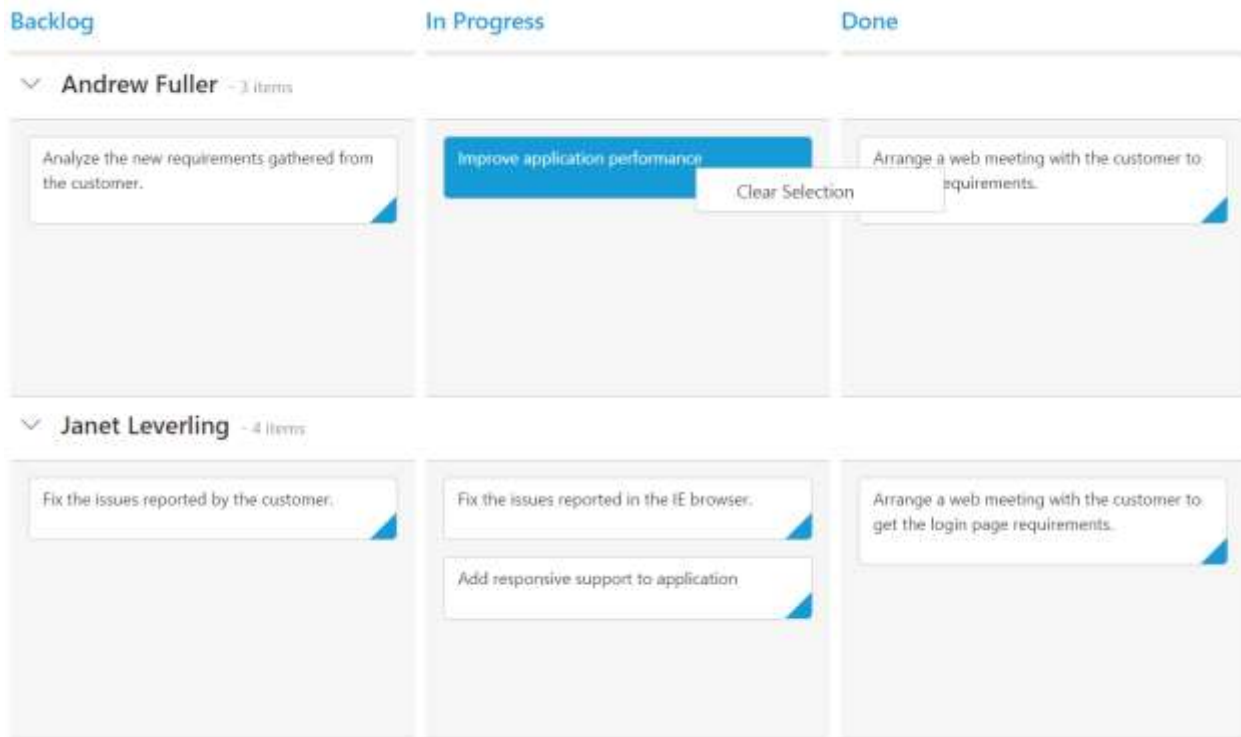 Backlog
In Progress
Done
Andrew Fuller - 3 items
Analyze the new requirements gathered from
the customer.
Improve application performance
Clear Selection
Arrange a web meeting with the customer to
requirements.
Janet Leverling - 4 items
Fix the issues reported by the customer.
Fix the issues reported in the IE browser.
Add responsive support to application
Arrange a web meeting with the customer to
get the login page requirements.